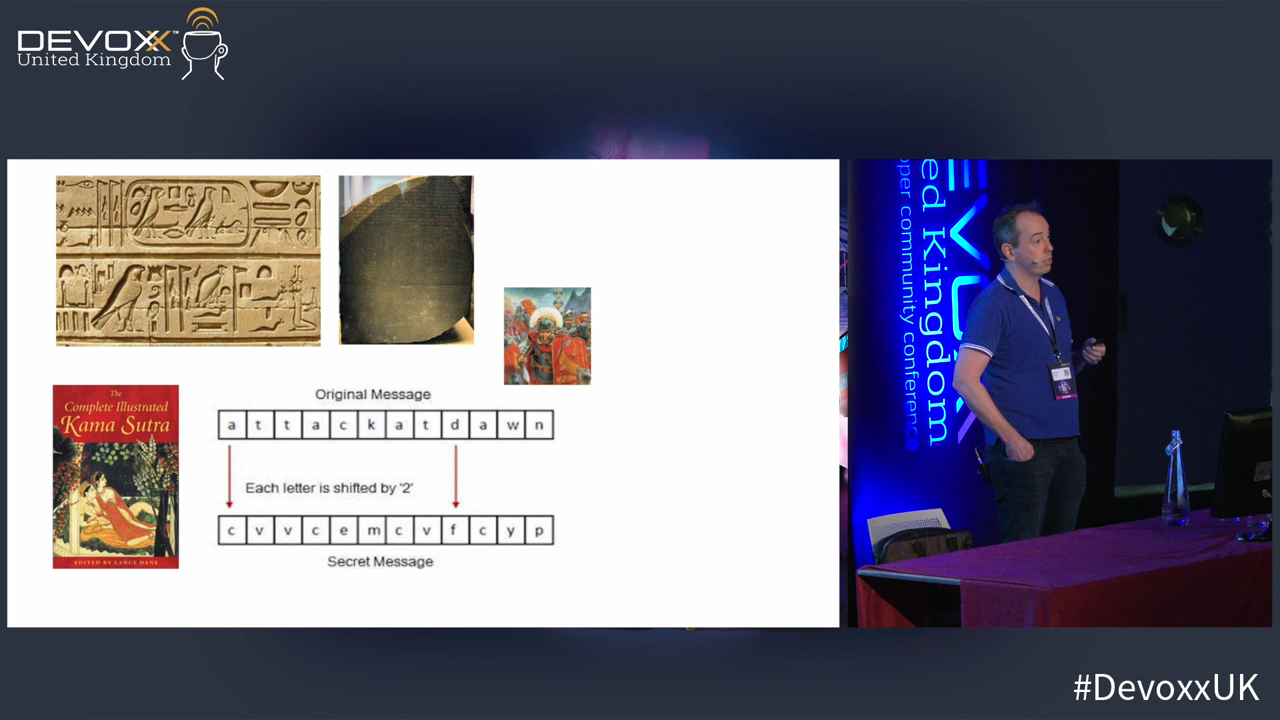 DEVOXX™
United Kingdom
The
Complete Illustrated
Kama Sutra
EDITED BY LANCE DANE
Original Message
a t t a c k a t d a w n
Each letter is shifted by '2'
c v v c e m c v f c y p
Secret Message
ed Kingdom
oper community conference
#DevoxxUK